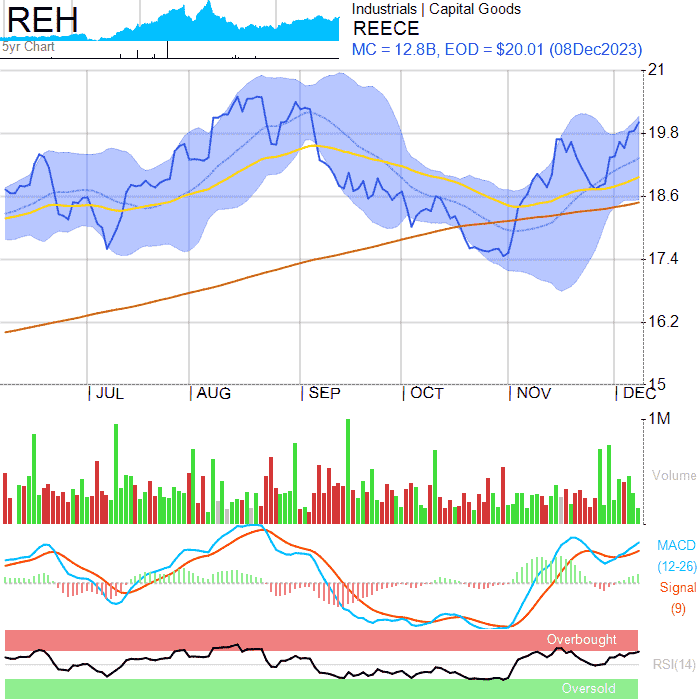 REH
5yr Chart
Industrials | Capital Goods
REECE
MC = 12.8B, EOD = $20.01 (08Dec2023)
21
19.8
18.6
17.4
16.2
15
JUL AUG SEP OCT NOV DEC
1M
Volume
MACD
(12-26)
Signal
(9)
Overbought
RSI(14)
Oversold